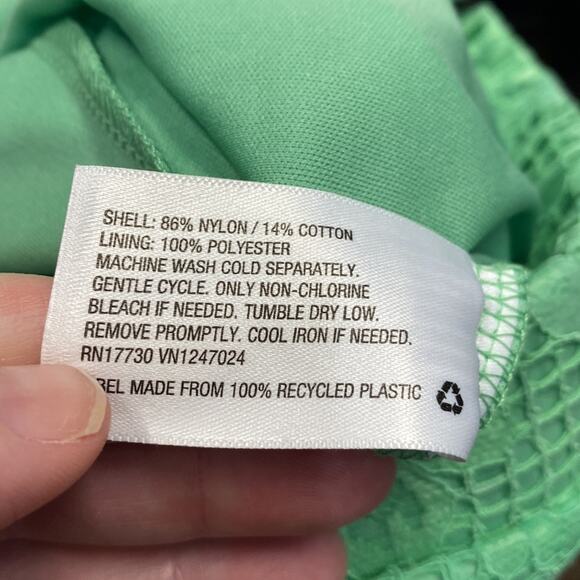 SHELL: 86% NYLON / 14% COTTON
LINING: 100% POLYESTER
MACHINE WASH COLD SEPARATELY.
GENTLE CYCLE. ONLY NON-CHLORINE
BLEACH IF NEEDED. TUMBLE DRY LOW.
REMOVE PROMPTLY. COOL IRON IF NEEDED.
RN17730 VN1247024
MADE FROM 100% RECYCLED PLASTIC